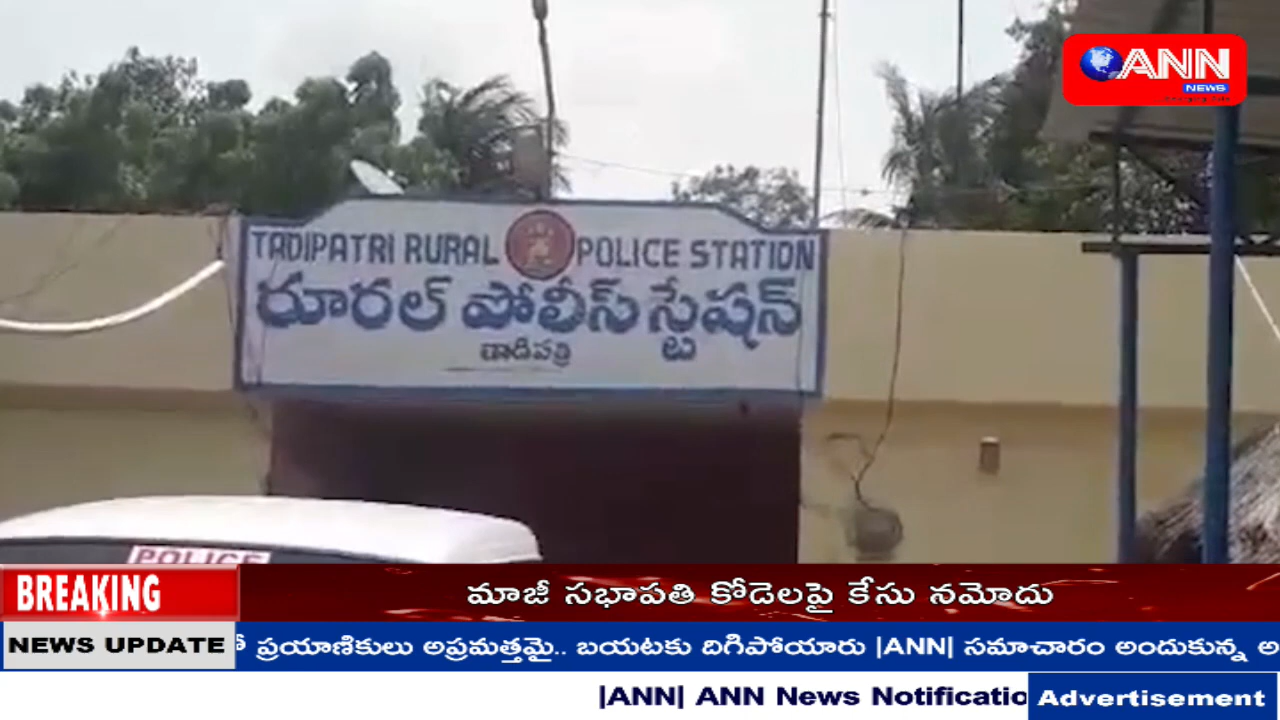 ANN
NEWS
TADIPATRI RURAL POLICE STATION
రూరల్ పోలీస్ స్టేషన్
తాడిపత్రి
POLICE
BREAKING
మాజీ సభాపతి కోడెలపై కేసు నమోదు
NEWS UPDATE
ప్రయాణికులు అప్రమత్తమై.. బయటకు దిగిపోయారు |ANN| సమాచారం అందుకున్న అ
|ANN| ANN News Notificatio
Advertisement